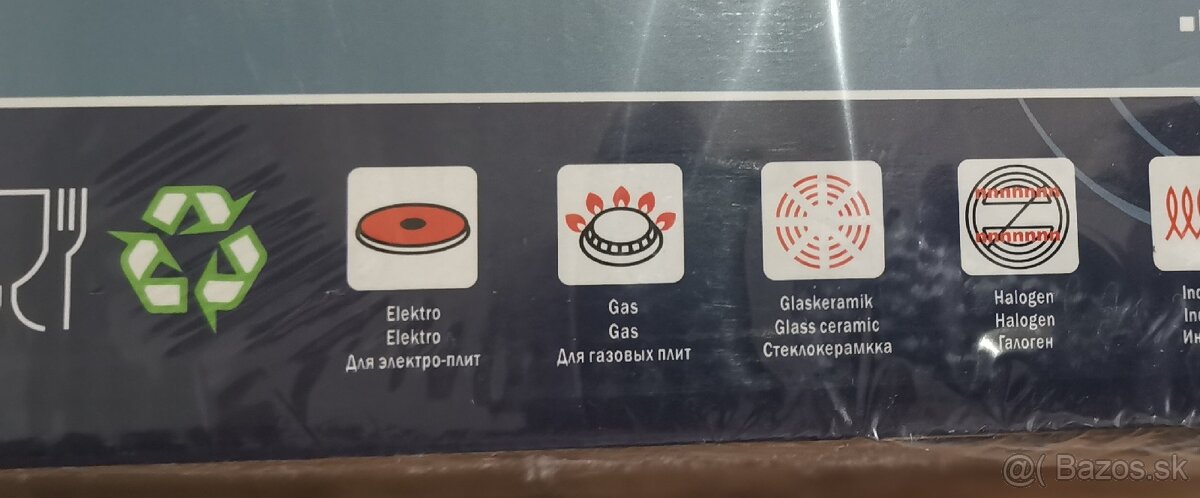 Elektro
Elektro
Для электро-плит
Gas
Gas
Для газовых плит
Glaskeramik
Glass ceramic
Стеклокерамкка
Halogen
Halogen
Галоген
@( Bazos.sk